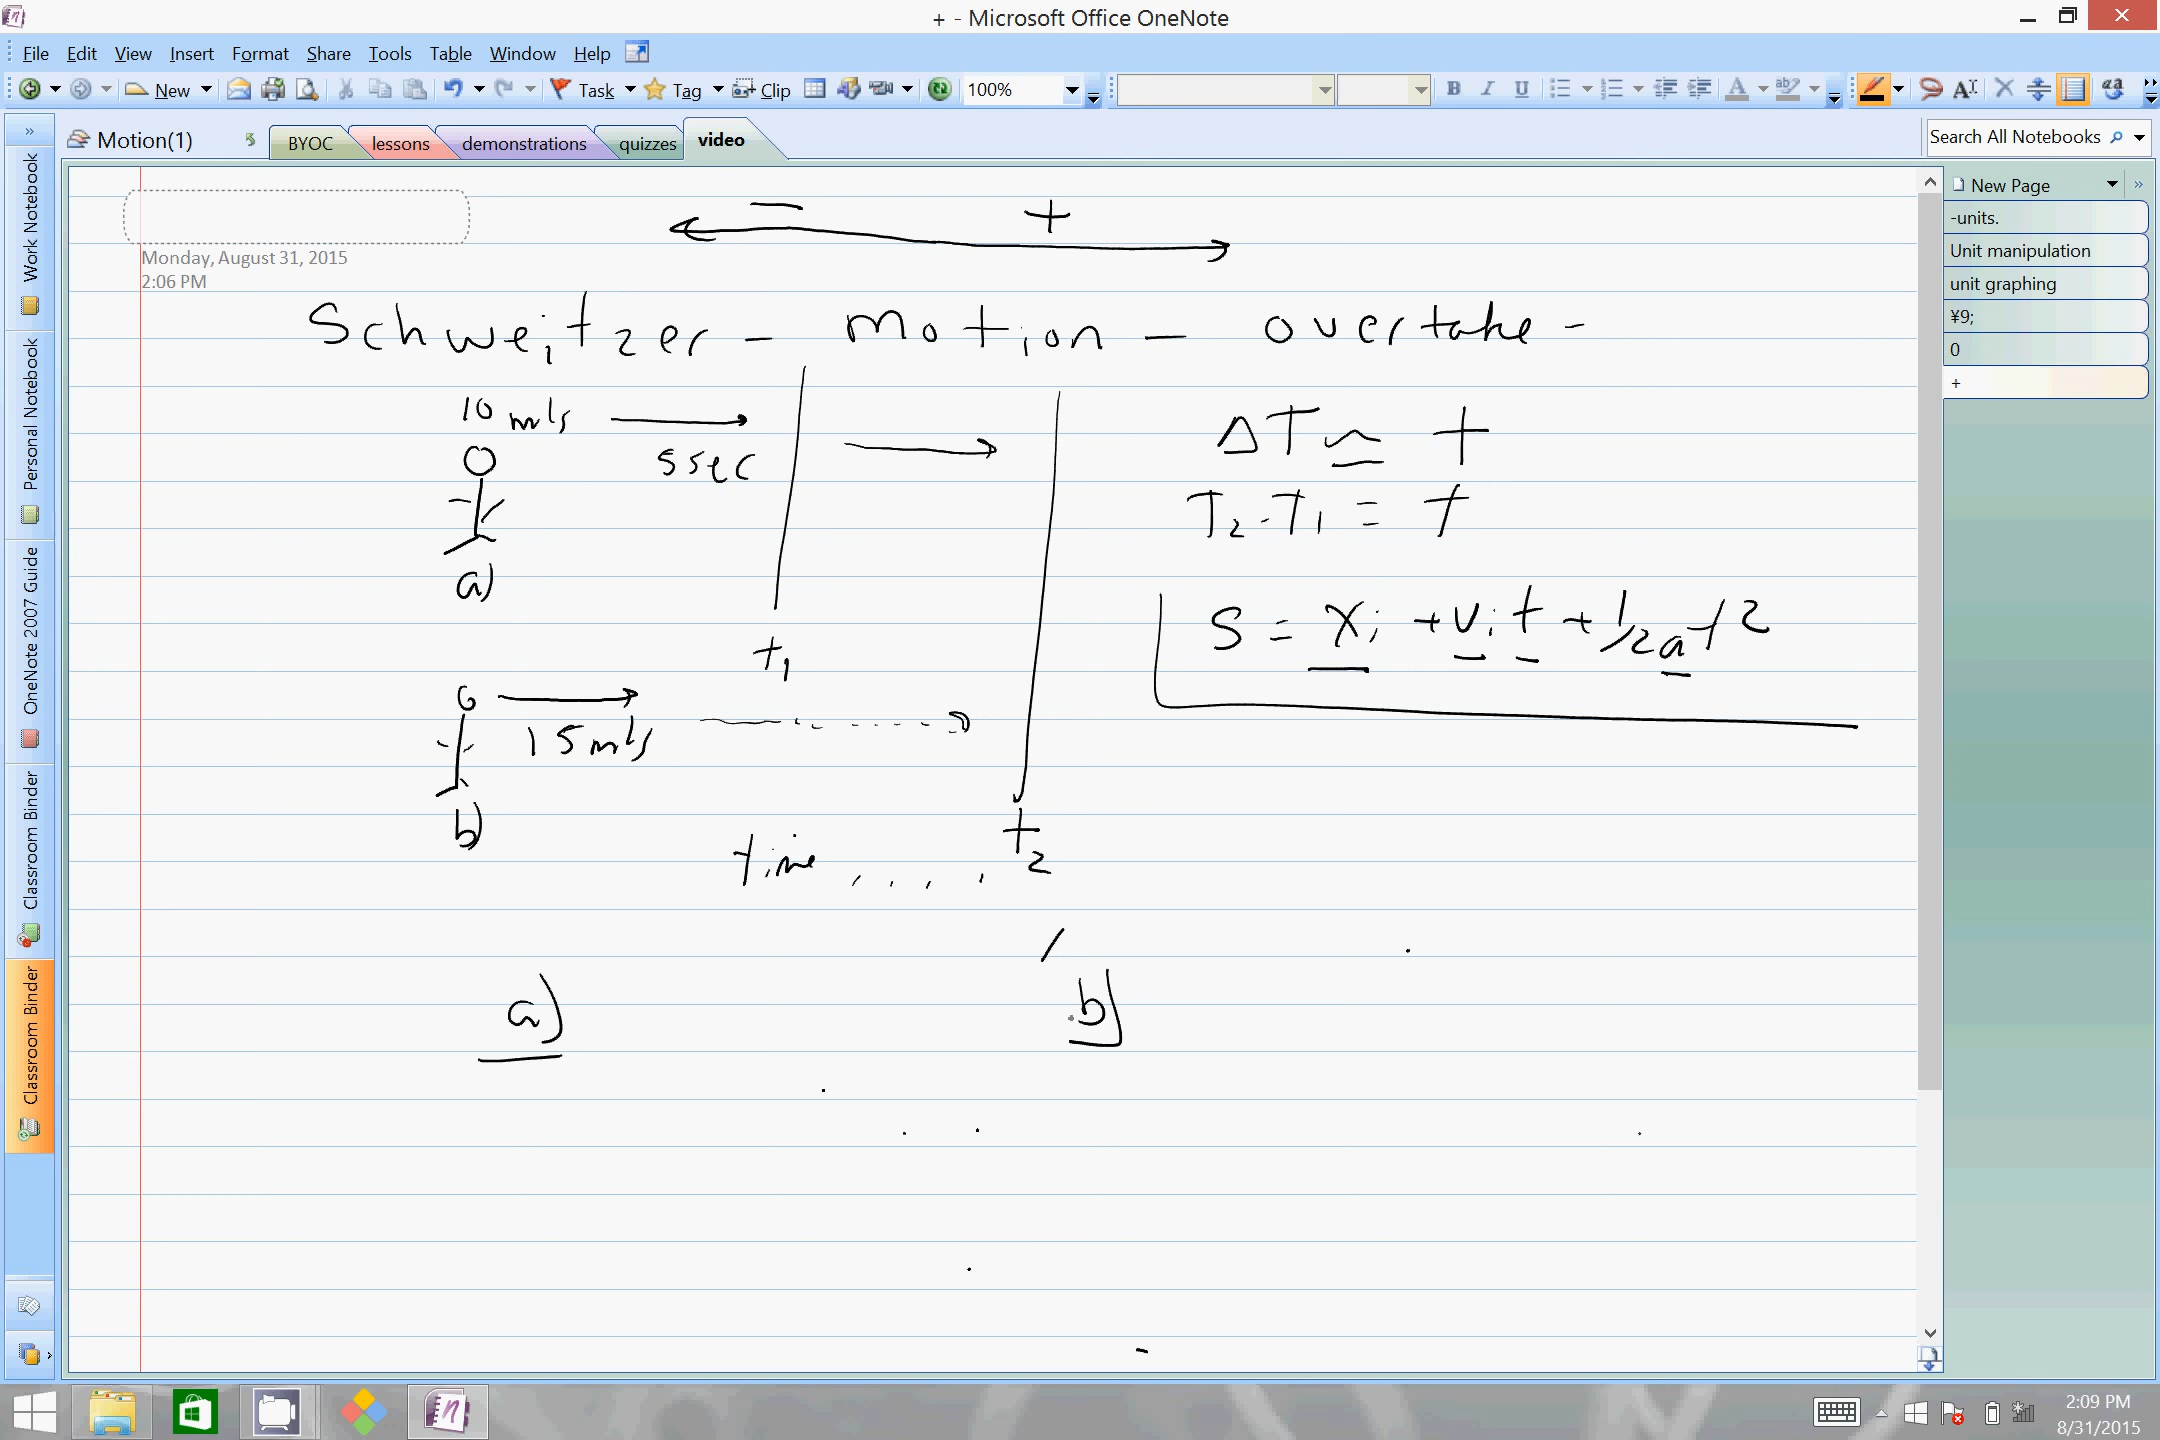 + - Microsoft Office OneNote
File Edit View Insert Format Share Tools Table Window Help
New Task Tag Clip 100% B I U
Motion(1) BYOC lessons demonstrations quizzes video
Search All Notebooks
New Page
-units.
Unit manipulation
unit graphing
¥9;
0
+
Work Notebook
Personal Notebook
OneNote 2007 Guide
Classroom Binder
Classroom Binder
Monday, August 31, 2015
2:06 PM
− +
Schweitzer - motion - overtake -
10 m/s
5 sec
a)
t1
15 m/s
b)
t2
time . . . .
ΔT ≈ t
T2 - T1 = t
S = Xi + Vit + 1/2 at2
a) b)
2:09 PM
8/31/2015